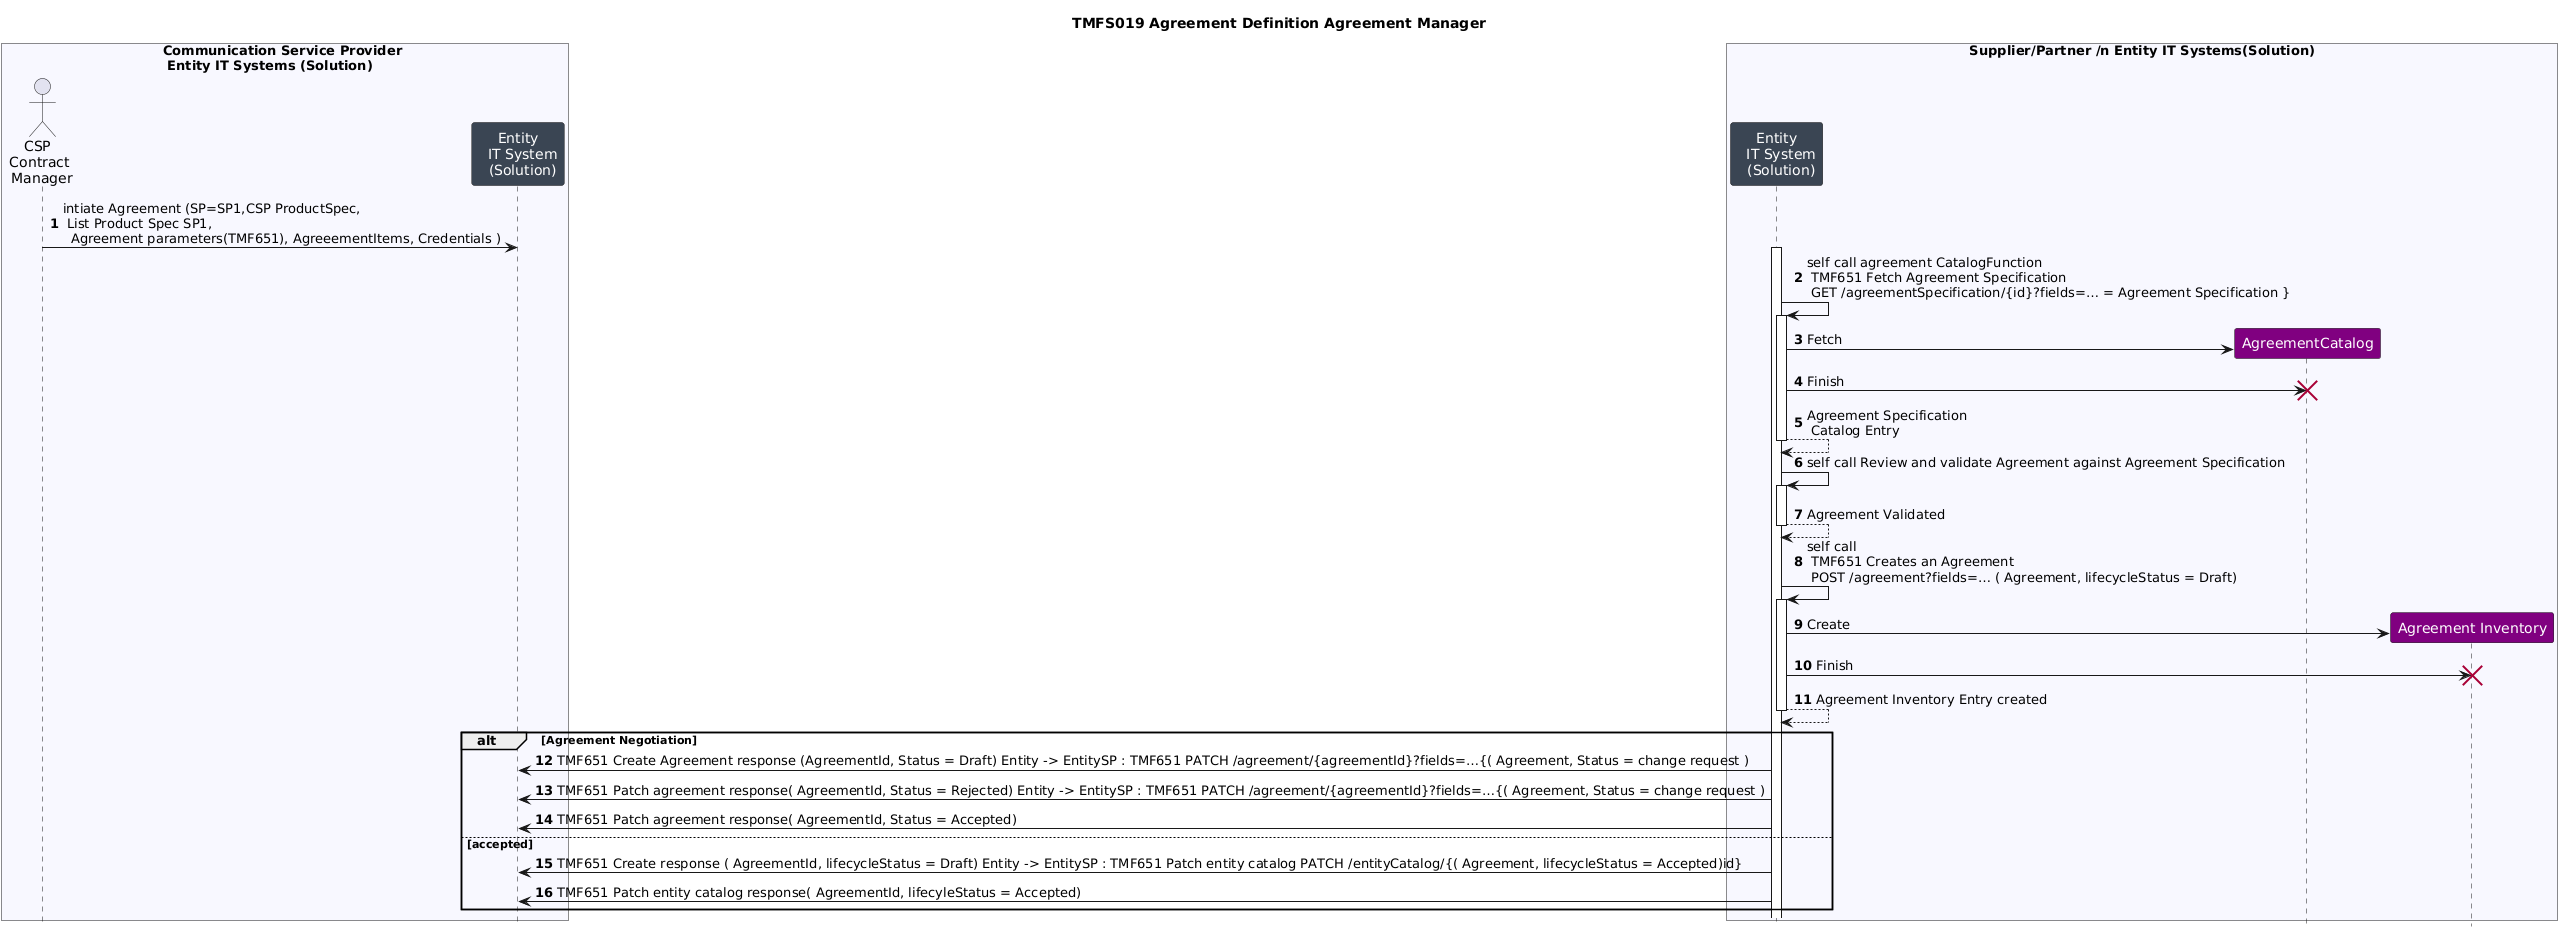 TMFS019 Agreement Definition Agreement Manager
Communication Service Provider
Entity IT Systems (Solution)
Supplier/Partner /n Entity IT Systems(Solution)
CSP
Contract
Manager
Entity
IT System
(Solution)
Entity
IT System
(Solution)
intiate Agreement (SP=SP1,CSP ProductSpec,
1 List Product Spec SP1,
Agreement parameters(TMF651), AgreeementItems, Credentials )
self call agreement CatalogFunction
2 TMF651 Fetch Agreement Specification
GET /agreementSpecification/{id}?fields=... = Agreement Specification }
3 Fetch
AgreementCatalog
4 Finish
Agreement Specification
5 Catalog Entry
6 self call Review and validate Agreement against Agreement Specification
7 Agreement Validated
self call
8 TMF651 Creates an Agreement
POST /agreement?fields=... ( Agreement, lifecycleStatus = Draft)
9 Create
Agreement Inventory
10 Finish
11 Agreement Inventory Entry created
alt [Agreement Negotiation]
12 TMF651 Create Agreement response (AgreementId, Status = Draft) Entity -> EntitySP : TMF651 PATCH /agreement/{agreementId}?fields=...{( Agreement, Status = change request )
13 TMF651 Patch agreement response( AgreementId, Status = Rejected) Entity -> EntitySP : TMF651 PATCH /agreement/{agreementId}?fields=...{( Agreement, Status = change request )
14 TMF651 Patch agreement response( AgreementId, Status = Accepted)
[accepted]
15 TMF651 Create response ( AgreementId, lifecycleStatus = Draft) Entity -> EntitySP : TMF651 Patch entity catalog PATCH /entityCatalog/{( Agreement, lifecycleStatus = Accepted)id}
16 TMF651 Patch entity catalog response( AgreementId, lifecyleStatus = Accepted)